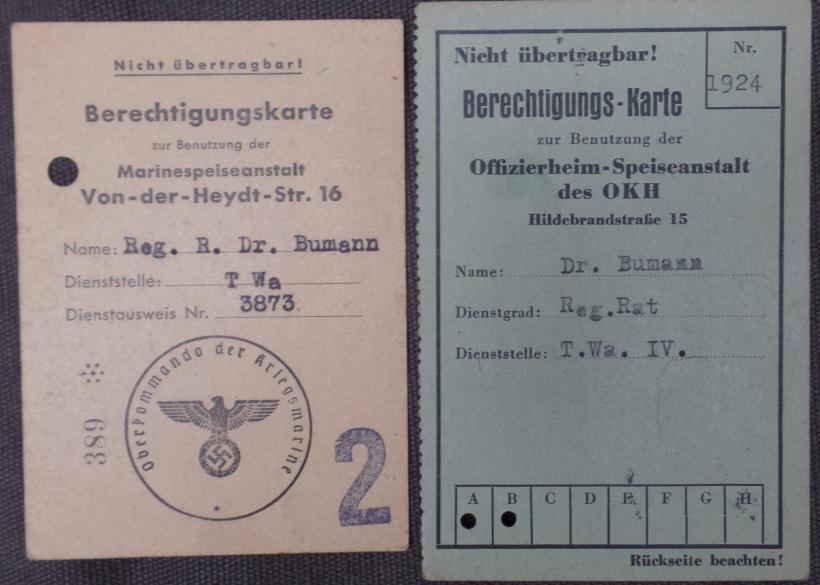 Nicht übertragbar!
Berechtigungskarte
zur Benutzung der
Marinespeiseanstalt
Von-der-Heydt-Str. 16
Name: Reg. R. Dr. Bumann
Dienststelle: T Wa
Dienstausweis Nr. 3873
Oberkommando der Kriegsmarine
389
2
Nicht übertragbar!
Nr.
1924
Berechtigungs-Karte
zur Benutzung der
Offizierheim-Speiseanstalt
des OKH
Hildebrandstraße 15
Name: Dr. Bumann
Dienstgrad: Reg.Rat
Dienststelle: T.Wa. IV.
A B C D E F G H
Rückseite beachten!